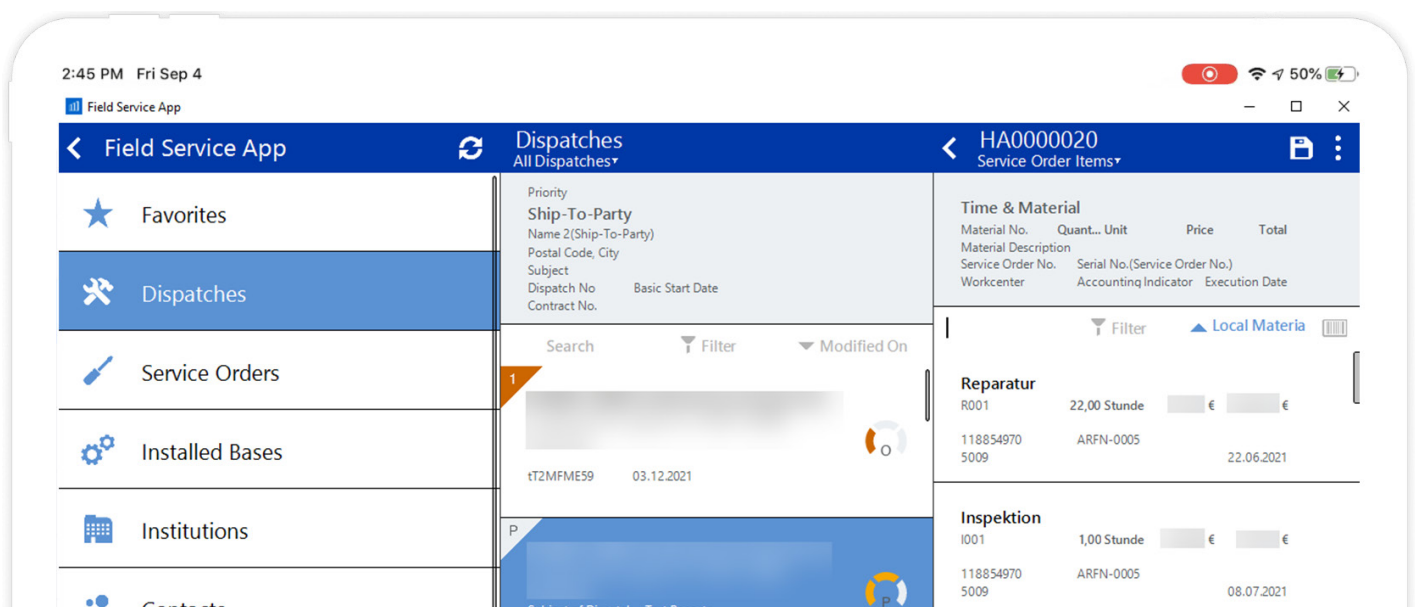 2:45 PM Fri Sep 4
50%
Field Service App
Field Service App
Favorites
Dispatches
Service Orders
Installed Bases
Institutions
Dispatches
All Dispatches
Priority
Ship-To-Party
Name 2(Ship-To-Party)
Postal Code, City
Subject
Dispatch No Basic Start Date
Contract No.
Search Filter Modified On
1
O
tT2MFME59 03.12.2021
P
P
HA0000020
Service Order Items
Time & Material
Material No. Quant... Unit Price Total
Material Description
Service Order No. Serial No.(Service Order No.)
Workcenter Accounting Indicator Execution Date
Filter Local Materia
Reparatur
R001 22,00 Stunde € €
118854970 ARFN-0005
5009 22.06.2021
Inspektion
I001 1,00 Stunde € €
118854970 ARFN-0005
5009 08.07.2021